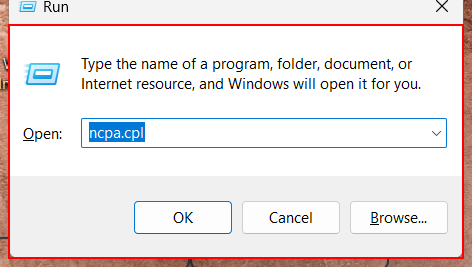 Run
Type the name of a program, folder, document, or
Internet resource, and Windows will open it for you.
Open: ncpa.cpl
OK Cancel Browse...